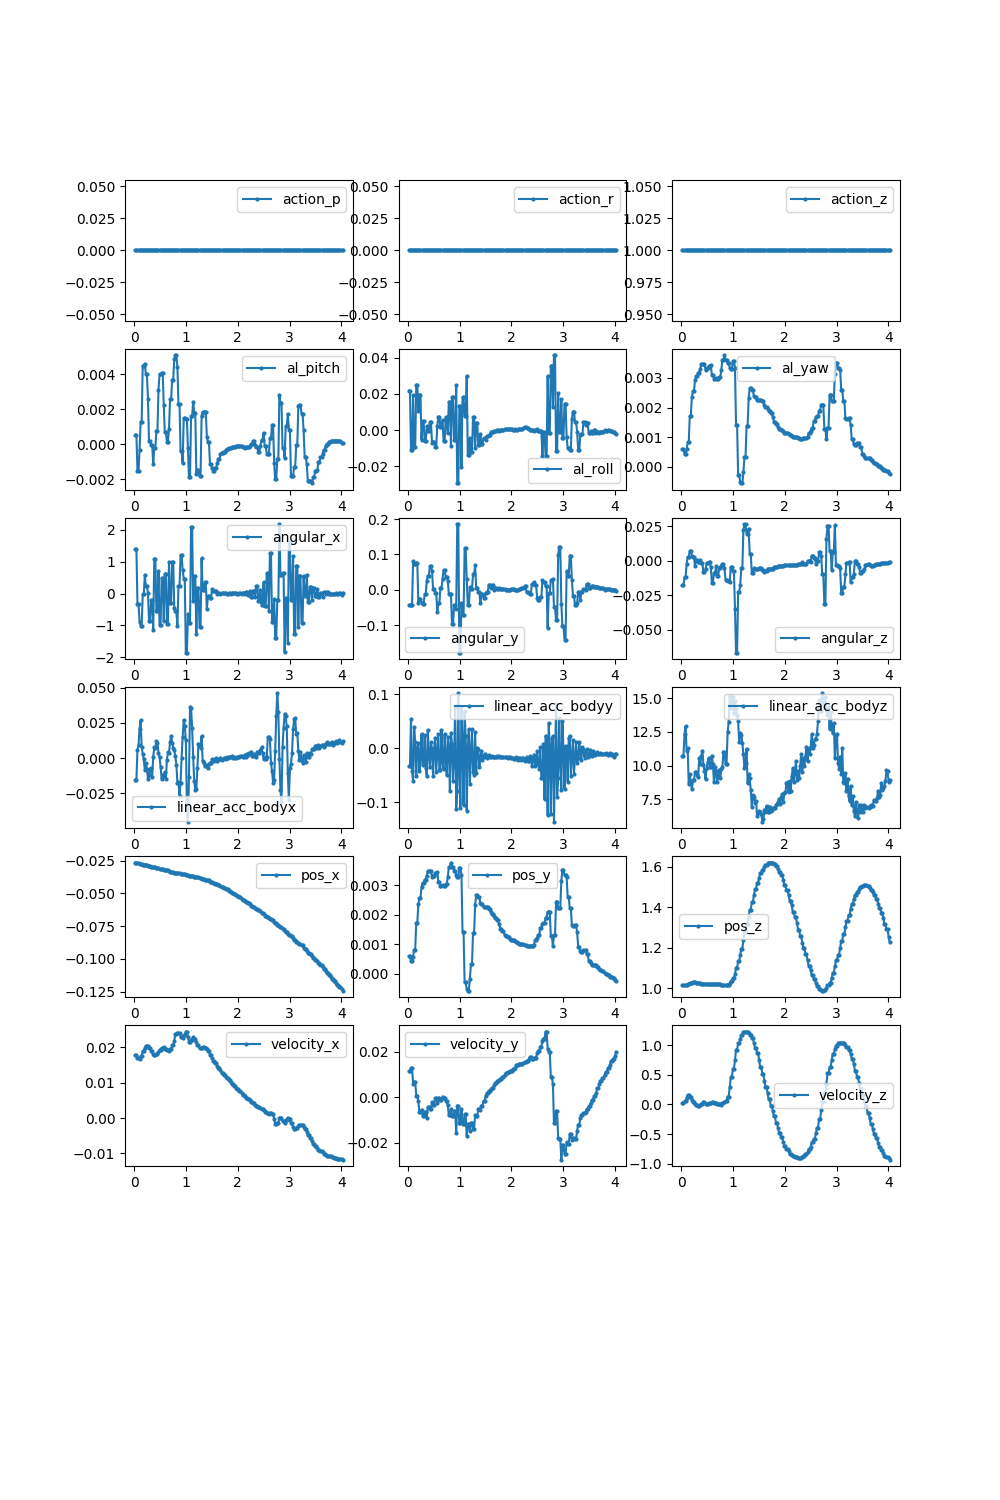 0.050
0.025
0.000
−0.025
−0.050
0 1 2 3 4
action_p
0.050
0.025
0.000
−0.025
−0.050
0 1 2 3 4
action_r
1.050
1.025
1.000
0.975
0.950
0 1 2 3 4
action_z
0.004
0.002
0.000
−0.002
0 1 2 3 4
al_pitch
0.04
0.02
0.00
−0.02
0 1 2 3 4
al_roll
0.003
0.002
0.001
0.000
0 1 2 3 4
al_yaw
2
1
0
−1
−2
0 1 2 3 4
angular_x
0.2
0.1
0.0
−0.1
0 1 2 3 4
angular_y
0.025
0.000
−0.025
−0.050
0 1 2 3 4
angular_z
0.050
0.025
0.000
−0.025
0 1 2 3 4
linear_acc_bodyx
0.1
0.0
−0.1
0 1 2 3 4
linear_acc_bodyy
15.0
12.5
10.0
7.5
0 1 2 3 4
linear_acc_bodyz
−0.025
−0.050
−0.075
−0.100
−0.125
0 1 2 3 4
pos_x
0.003
0.002
0.001
0.000
0 1 2 3 4
pos_y
1.6
1.4
1.2
1.0
0 1 2 3 4
pos_z
0.02
0.01
0.00
−0.01
0 1 2 3 4
velocity_x
0.02
0.00
−0.02
0 1 2 3 4
velocity_y
1.0
0.5
0.0
−0.5
−1.0
0 1 2 3 4
velocity_z